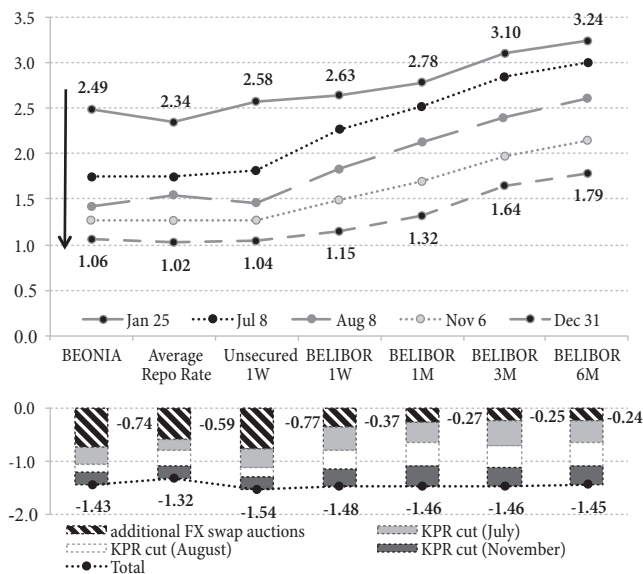 3.5
3.0
2.5
2.0
1.5
1.0
0.5
0.0
2.49
2.34
2.58
2.63
2.78
3.10
3.24
1.06
1.02
1.04
1.15
1.32
1.64
1.79
Jan 25
Jul 8
Aug 8
Nov 6
Dec 31
BEONIA
Average
Repo Rate
Unsecured
1W
BELIBOR
1W
BELIBOR
1M
BELIBOR
3M
BELIBOR
6M
0.0
-1.0
-2.0
-0.74
-0.59
-0.77
-0.37
-0.27
-0.25
-0.24
-1.43
-1.32
-1.54
-1.48
-1.46
-1.46
-1.45
additional FX swap auctions
KPR cut (July)
KPR cut (August)
KPR cut (November)
Total